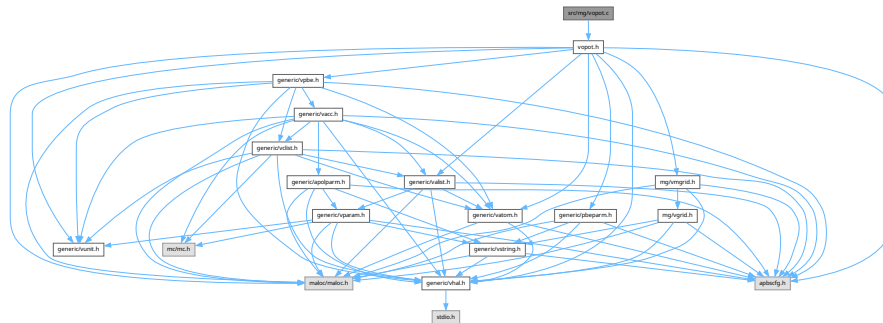 src/mg/vopot.c
vopot.h
generic/vpbe.h
generic/vacc.h
generic/vclist.h
generic/apolparm.h
generic/valist.h
mg/vmgrid.h
generic/vparam.h
generic/vatom.h
generic/pbeparm.h
mg/vgrid.h
generic/vunit.h
mc/mc.h
generic/vstring.h
maloc/maloc.h
generic/vhal.h
apbscfg.h
stdio.h